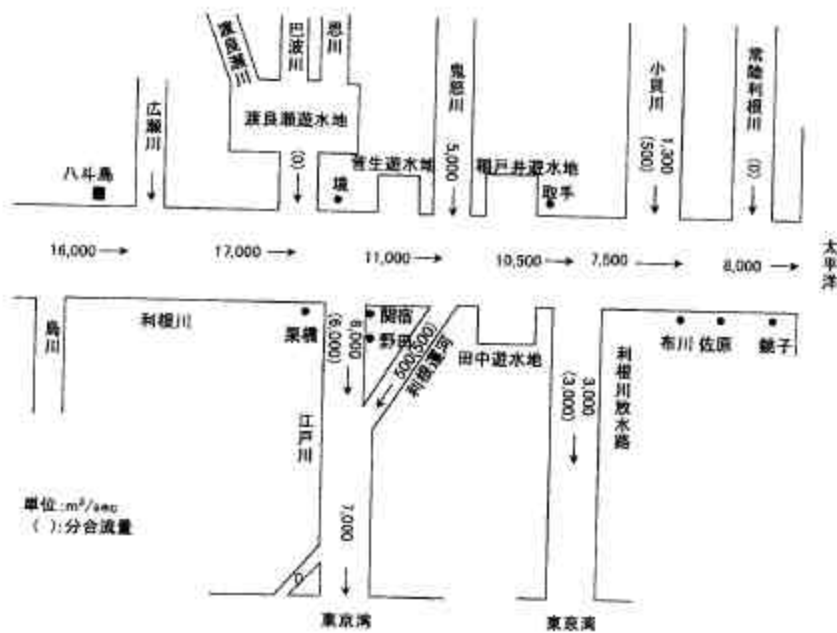 渡良瀬川
巴波川
思川
鬼怒川
小貝川
常陸利根川
広瀬川
渡良瀬遊水地
5,000
1,300
(500)
(0)
(0)
八斗島
境
菅生遊水地
稲戸井遊水地
取手
16,000
17,000
11,000
10,500
7,500
8,000
太平洋
烏川
利根川
栗橋
6,000
(6,000)
関宿
野田
500(500)
利根運河
田中遊水地
3,000
(3,000)
利根川放水路
布川
佐原
銚子
江戸川
7,000
単位:m³/sec
( ):分合流量
0
東京湾
東京湾